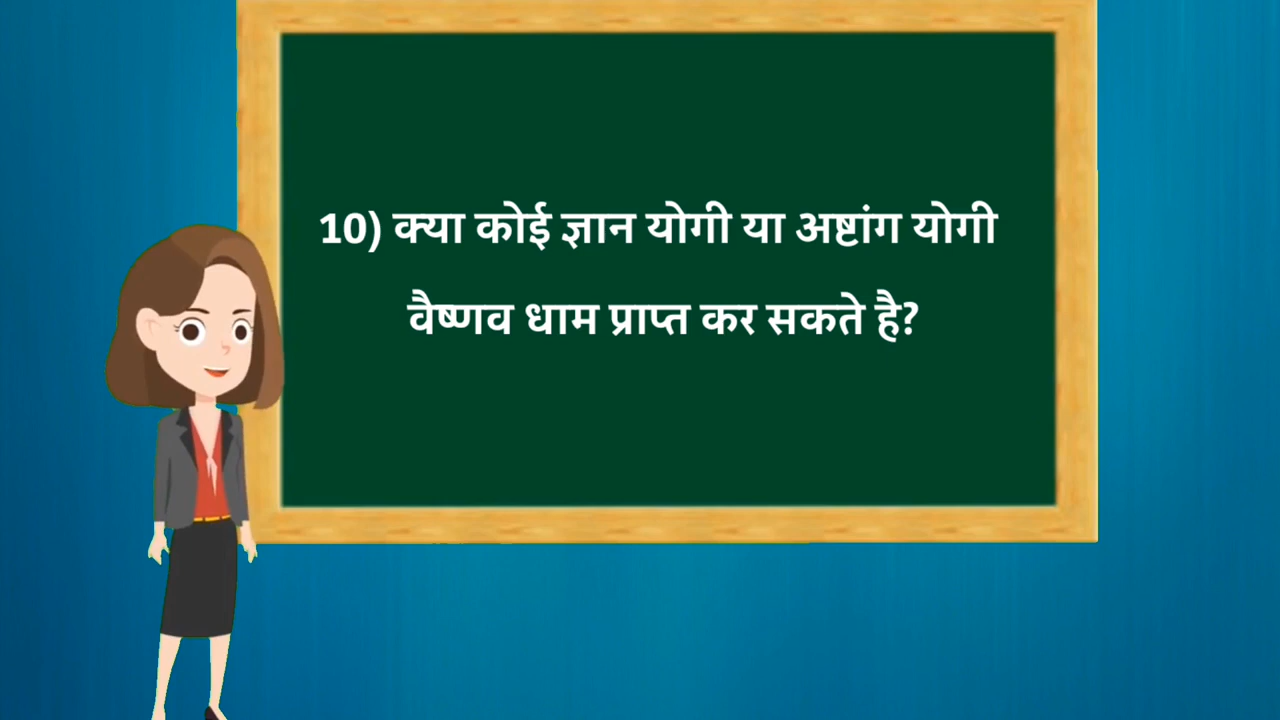 10) क्या कोई ज्ञान योगी या अष्टांग योगी
वैष्णव धाम प्राप्त कर सकते है?